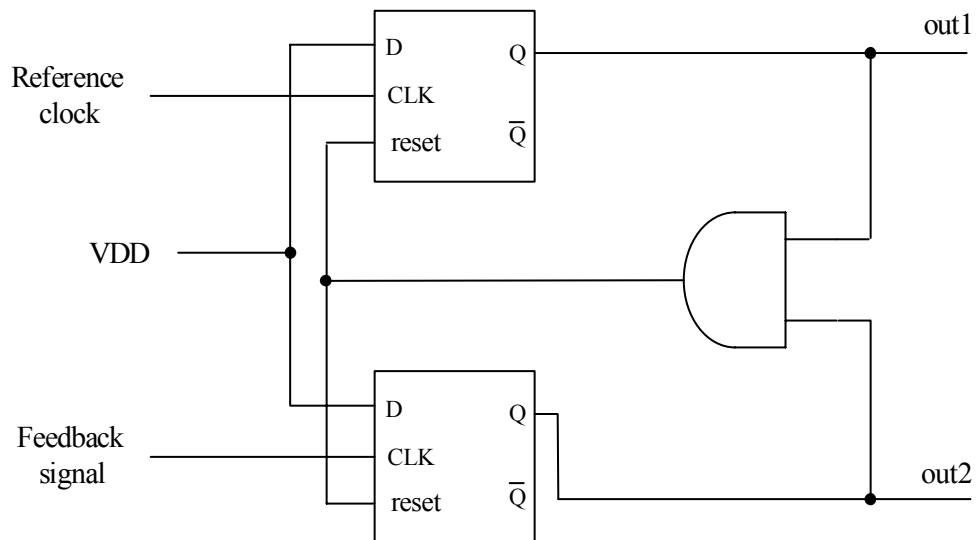 out1
D
Q
Reference
clock
CLK
Q̅
reset
VDD
D
Q
Feedback
signal
CLK
out2
reset
Q̅